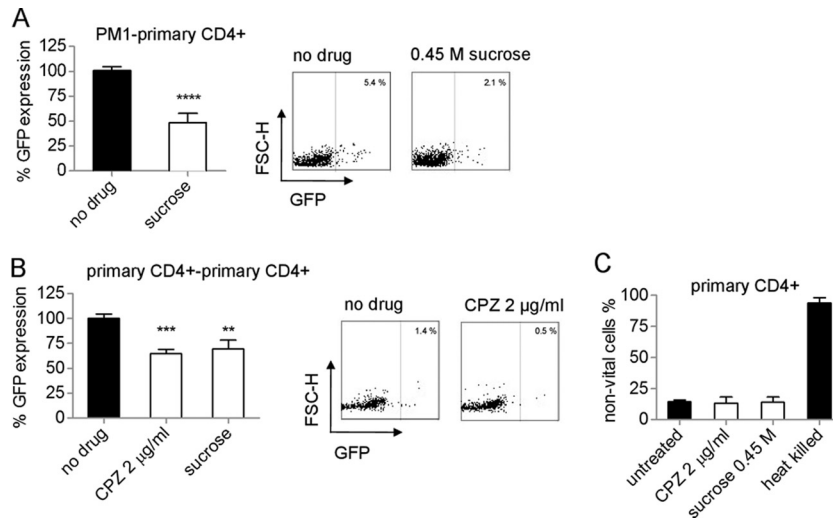 A
PM1-primary CD4+
% GFP expression
125
100
75
50
25
0
****
no drug
sucrose
no drug
0.45 M sucrose
5.4 %
2.1 %
FSC-H
GFP
B
primary CD4+-primary CD4+
% GFP expression
125
100
75
50
25
0
***
**
no drug
CPZ 2 µg/ml
sucrose
no drug
CPZ 2 µg/ml
1.4 %
0.5 %
FSC-H
GFP
C
primary CD4+
non-vital cells %
100
75
50
25
0
untreated
CPZ 2 µg/ml
sucrose 0.45 M
heat killed